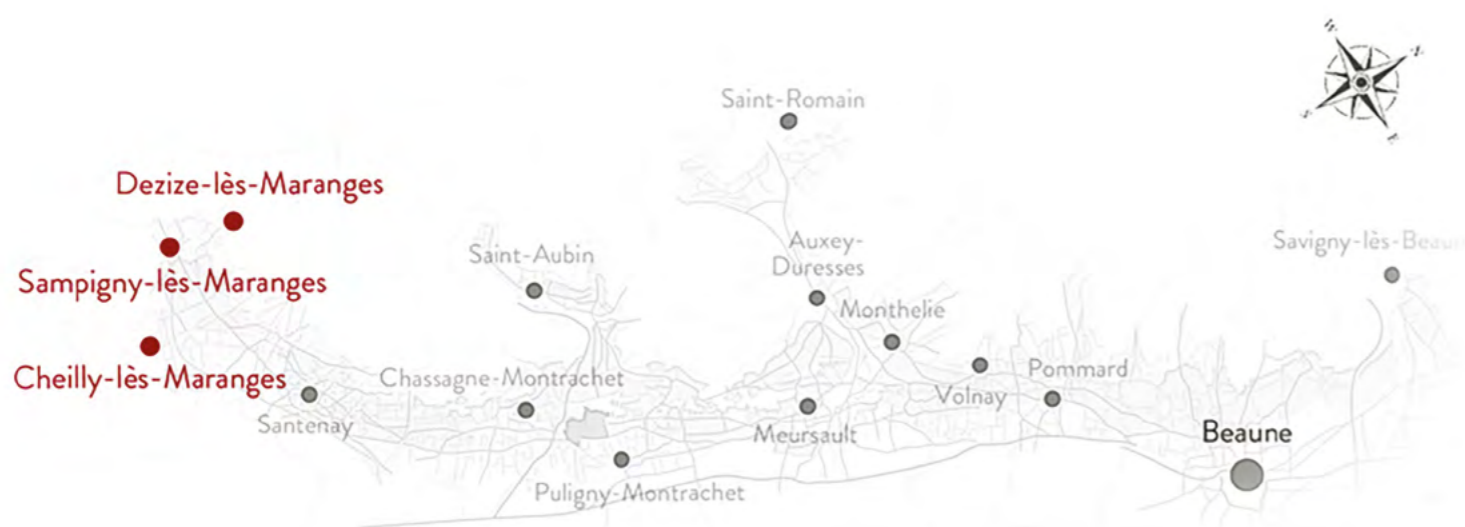 W
N
S
E
Saint-Romain
Dezize-lès-Maranges
Sampigny-lès-Maranges
Cheilly-lès-Maranges
Saint-Aubin
Auxey-
Duresses
Savigny-lès-Beaun
Monthelie
Chassagne-Montrachet
Santenay
Volnay
Pommard
Meursault
Puligny-Montrachet
Beaune